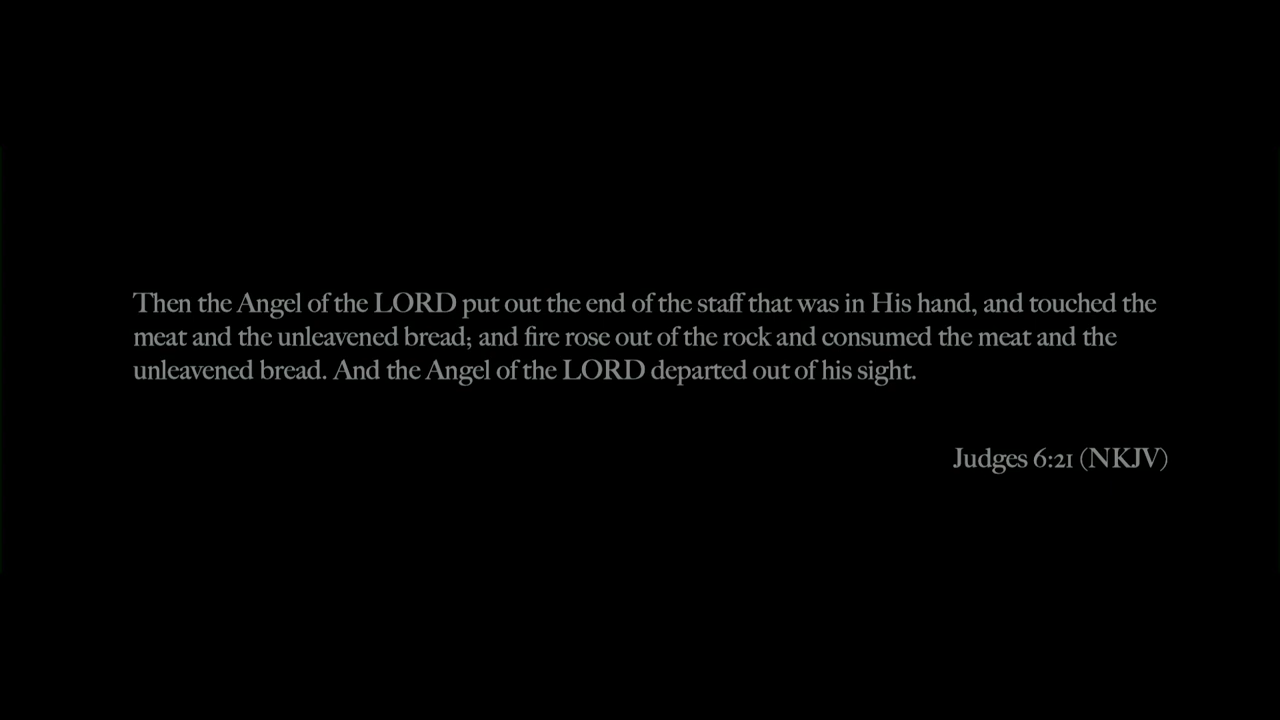 Then the Angel of the LORD put out the end of the staff that was in His hand, and touched the
meat and the unleavened bread; and fire rose out of the rock and consumed the meat and the
unleavened bread. And the Angel of the LORD departed out of his sight.
Judges 6:21 (NKJV)